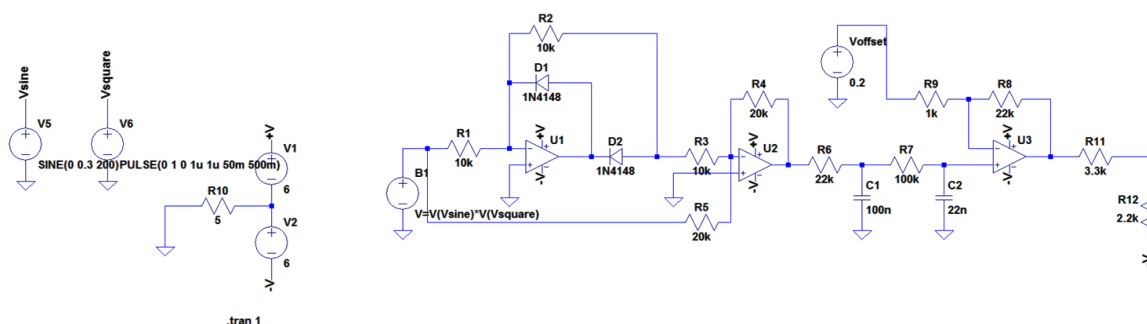 Vsine
Vsquare
V5
V6
SINE(0 0.3 200)
PULSE(0 1 0 1u 1u 50m 500m)
+V
V1
6
R10
5
V2
6
-V
.tran 1
R2
10k
D1
1N4148
R1
10k
+V
U1
-V
D2
1N4148
B1
V=V(Vsine)*V(Vsquare)
R3
10k
R5
20k
R4
20k
+V
U2
-V
R6
22k
C1
100n
R7
100k
C2
22n
Voffset
0.2
R9
1k
R8
22k
+V
U3
-V
R11
3.3k
R12
2.2k